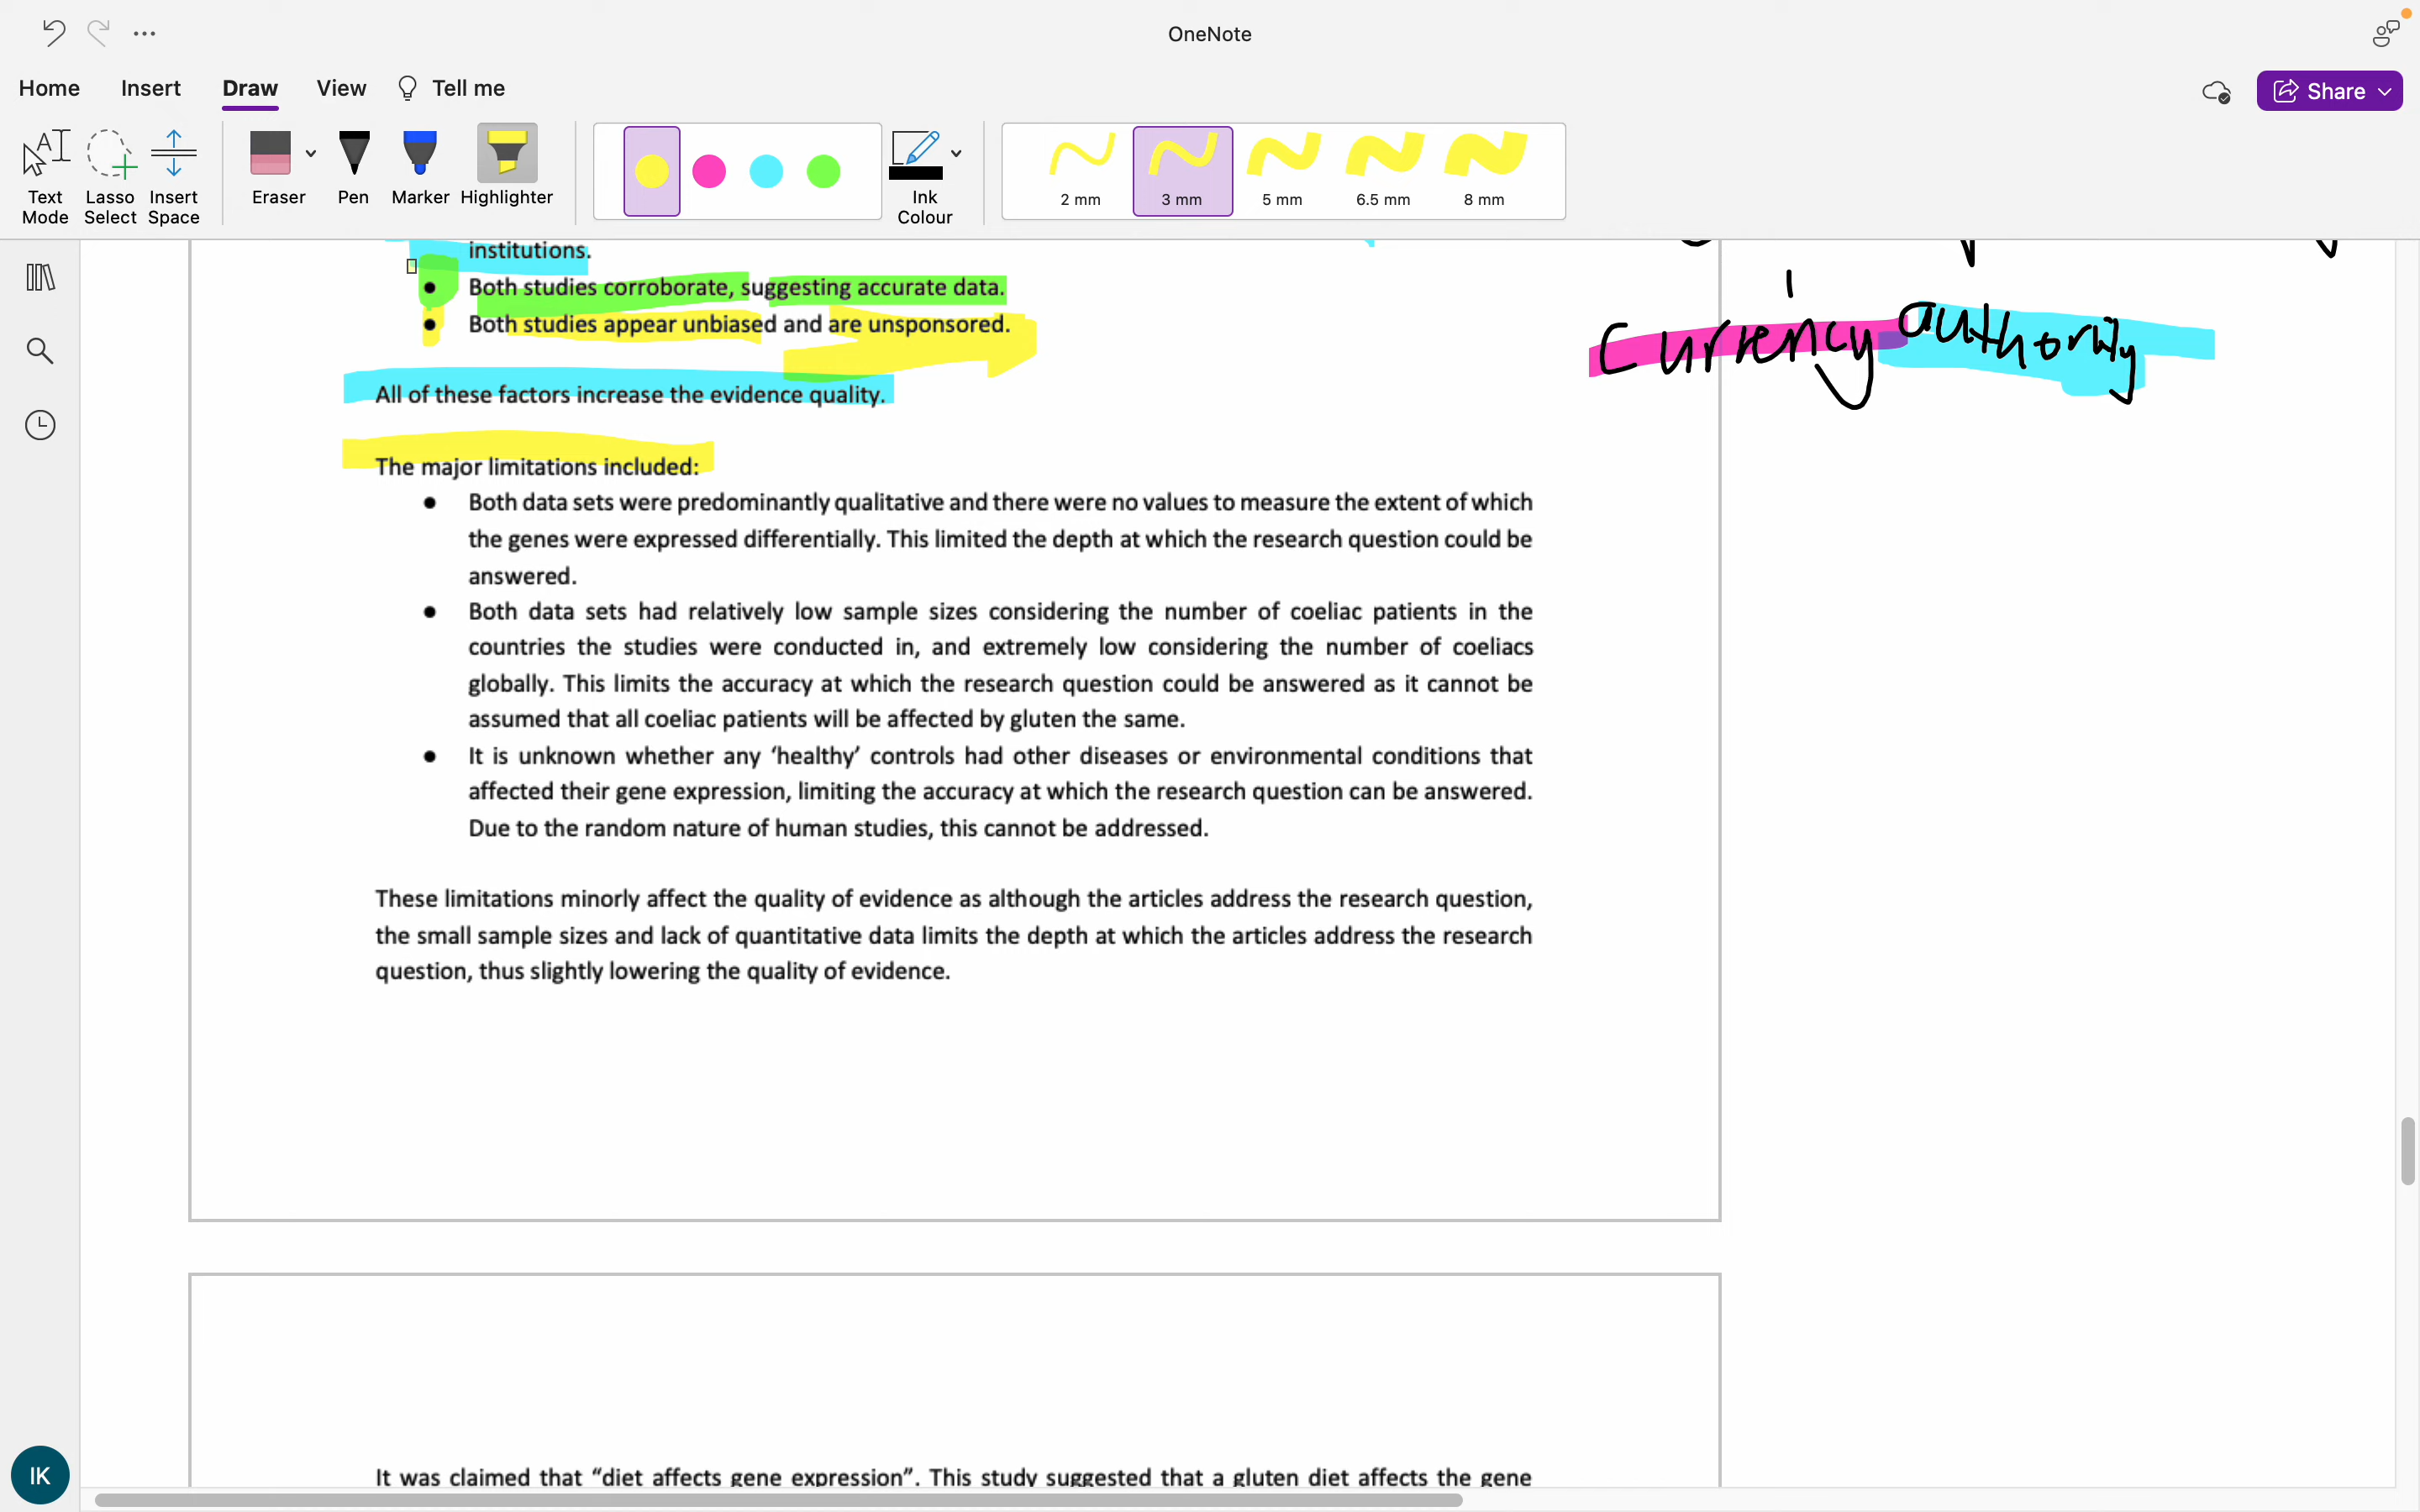 OneNote
Home Insert Draw View Tell me
Share
Text Mode
Lasso Select
Insert Space
Eraser
Pen
Marker
Highlighter
Ink Colour
2 mm
3 mm
5 mm
6.5 mm
8 mm
institutions.
● Both studies corroborate, suggesting accurate data.
● Both studies appear unbiased and are unsponsored.
currency authority
All of these factors increase the evidence quality.
The major limitations included:
● Both data sets were predominantly qualitative and there were no values to measure the extent of which
the genes were expressed differentially. This limited the depth at which the research question could be
answered.
● Both data sets had relatively low sample sizes considering the number of coeliac patients in the
countries the studies were conducted in, and extremely low considering the number of coeliacs
globally. This limits the accuracy at which the research question could be answered as it cannot be
assumed that all coeliac patients will be affected by gluten the same.
● It is unknown whether any ‘healthy’ controls had other diseases or environmental conditions that
affected their gene expression, limiting the accuracy at which the research question can be answered.
Due to the random nature of human studies, this cannot be addressed.
These limitations minorly affect the quality of evidence as although the articles address the research question,
the small sample sizes and lack of quantitative data limits the depth at which the articles address the research
question, thus slightly lowering the quality of evidence.
It was claimed that “diet affects gene expression”. This study suggested that a gluten diet affects the gene
IK